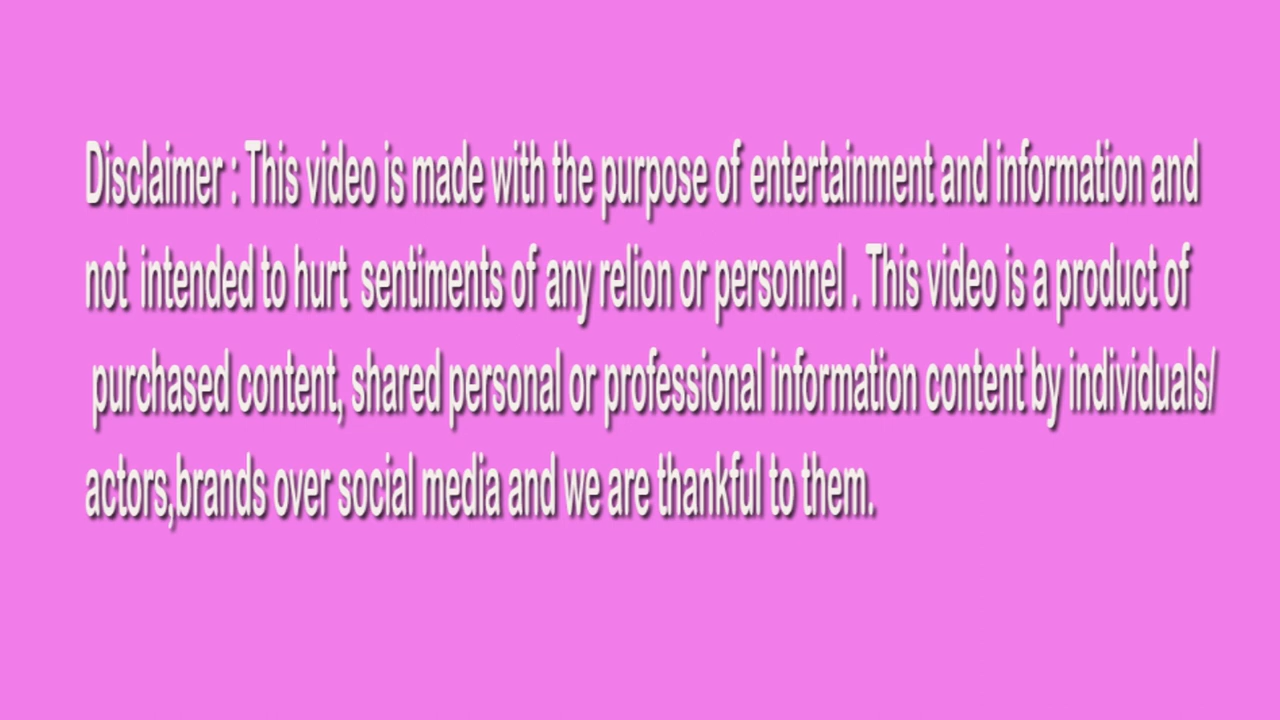 Disclaimer : This video is made with the purpose of entertainment and information and
not intended to hurt sentiments of any relion or personnel . This video is a product of
purchased content, shared personal or professional information content by individuals/
actors,brands over social media and we are thankful to them.